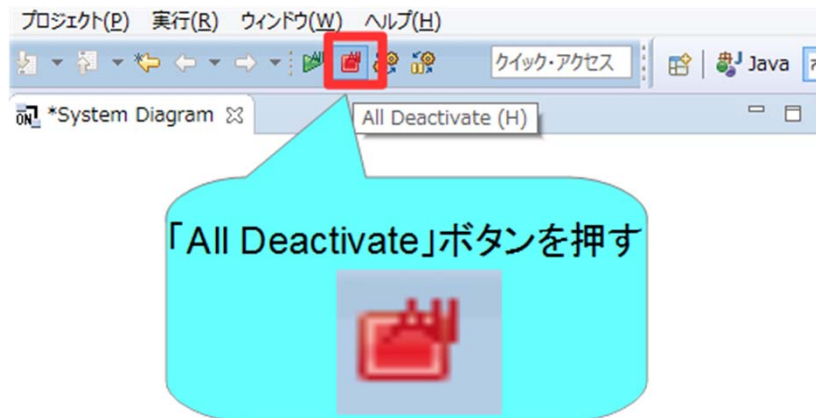 プロジェクト(P) 実行(R) ウィンドウ(W) ヘルプ(H)
クイック・アクセス Java
ON *System Diagram
All Deactivate (H)
「All Deactivate」ボタンを押す